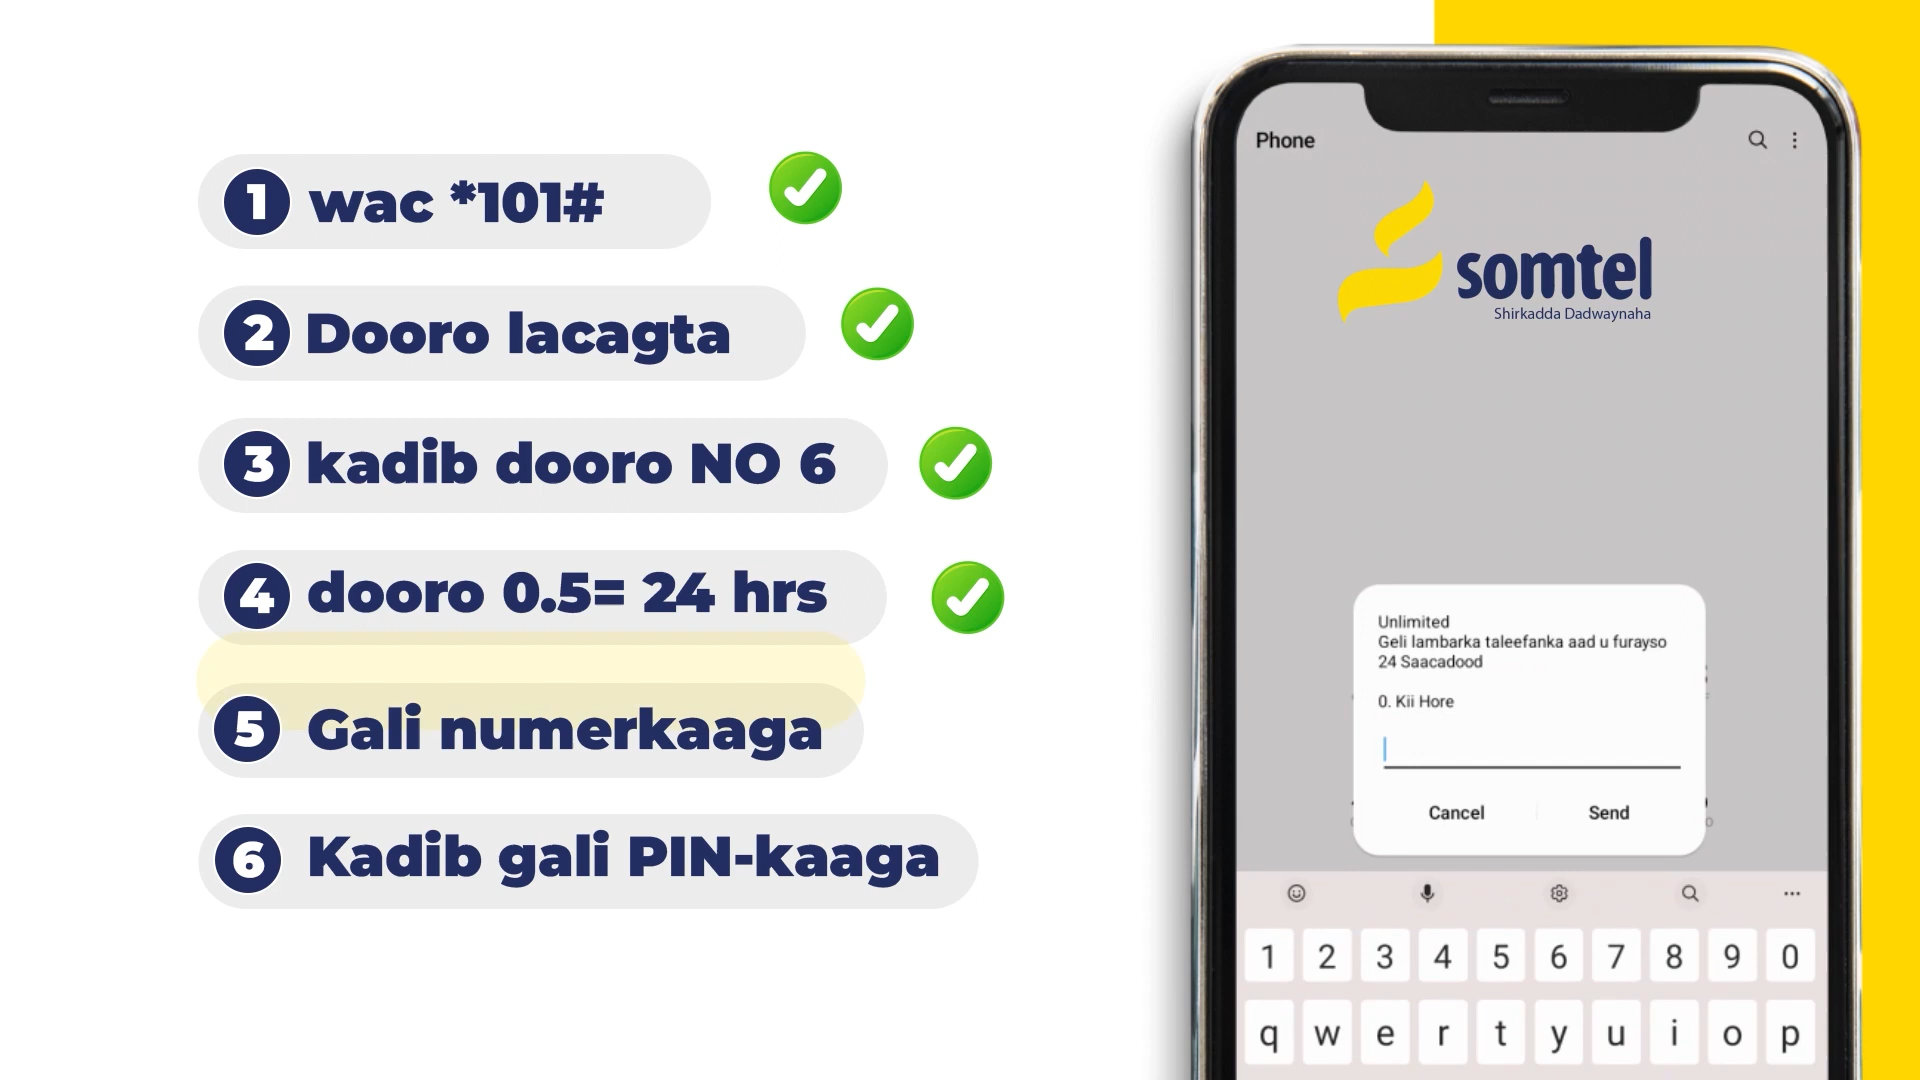 1 wac *101#
2 Dooro lacagta
3 kadib dooro NO 6
4 dooro 0.5= 24 hrs
5 Gali numerkaaga
6 Kadib gali PIN-kaaga
Phone
somtel
Shirkadda Dadwaynaha
Unlimited
Geli lambarka taleefanka aad u furayso
24 Saacadood
0. Kii Hore
Cancel Send
1 2 3 4 5 6 7 8 9 0
q w e r t y u i o p